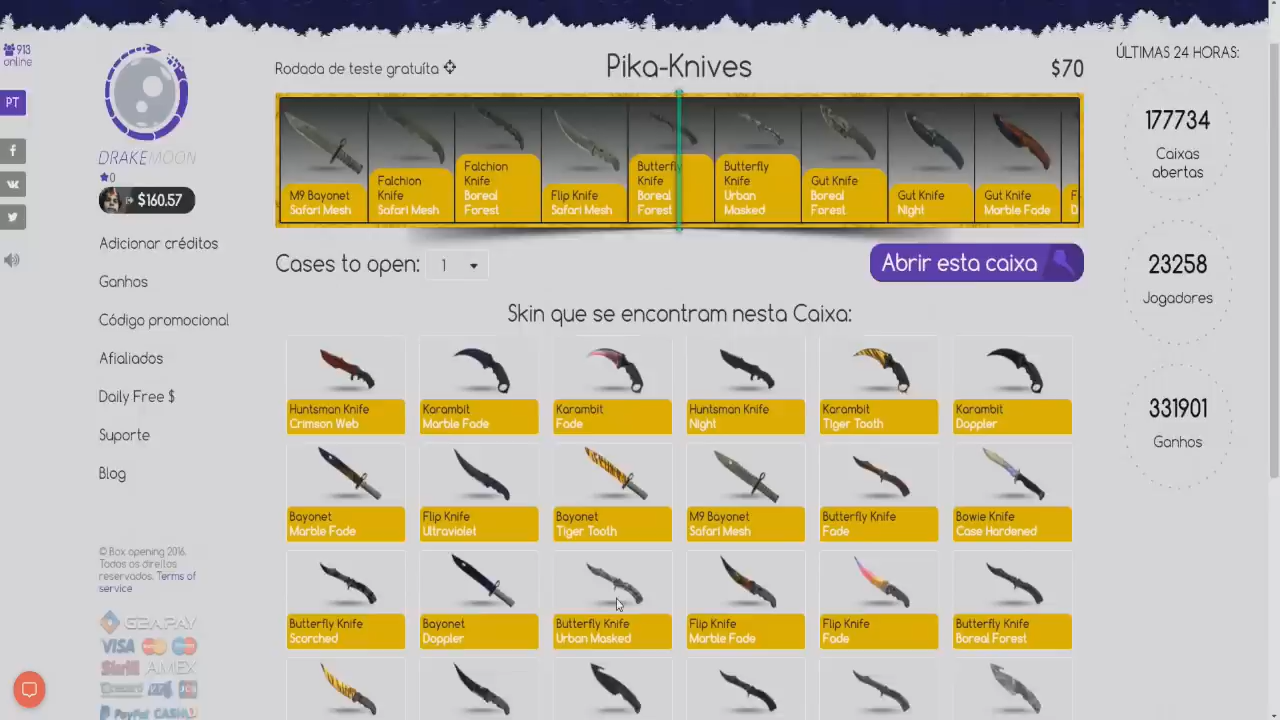 913
online
PT
DRAKEMOON
0
$160.57
Adicionar créditos
Ganhos
Código promocional
Afiliados
Daily Free $
Suporte
Blog
© Box opening 2016.
Todos os direitos
reservados. Terms of
service
G2A PAY
VISA
Skrill AMEX
JCB
PayPal CASHU
Rodada de teste gratuíta
Pika-Knives
$70
M9 Bayonet
Safari Mesh
Falchion
Knife
Safari Mesh
Falchion
Knife
Boreal
Forest
Flip Knife
Safari Mesh
Butterfly
Knife
Boreal
Forest
Butterfly
Knife
Urban
Masked
Gut Knife
Boreal
Forest
Gut Knife
Night
Gut Knife
Marble Fade
Cases to open: 1
Abrir esta caixa
Skin que se encontram nesta Caixa:
Huntsman Knife
Crimson Web
Karambit
Marble Fade
Karambit
Fade
Huntsman Knife
Night
Karambit
Tiger Tooth
Karambit
Doppler
Bayonet
Marble Fade
Flip Knife
Ultraviolet
Bayonet
Tiger Tooth
M9 Bayonet
Safari Mesh
Butterfly Knife
Fade
Bowie Knife
Case Hardened
Butterfly Knife
Scorched
Bayonet
Doppler
Butterfly Knife
Urban Masked
Flip Knife
Marble Fade
Flip Knife
Fade
Butterfly Knife
Boreal Forest
ÚLTIMAS 24 HORAS:
177734
Caixas
abertas
23258
Jogadores
331901
Ganhos